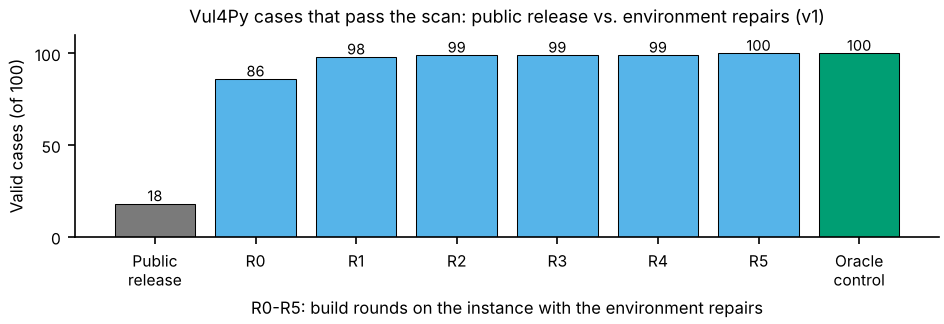 Vul4Py cases that pass the scan: public release vs. environment repairs (v1)
Valid cases (of 100)
100
50
0
18
86
98
99
99
99
100
100
Public
release
R0
R1
R2
R3
R4
R5
Oracle
control
R0-R5: build rounds on the instance with the environment repairs